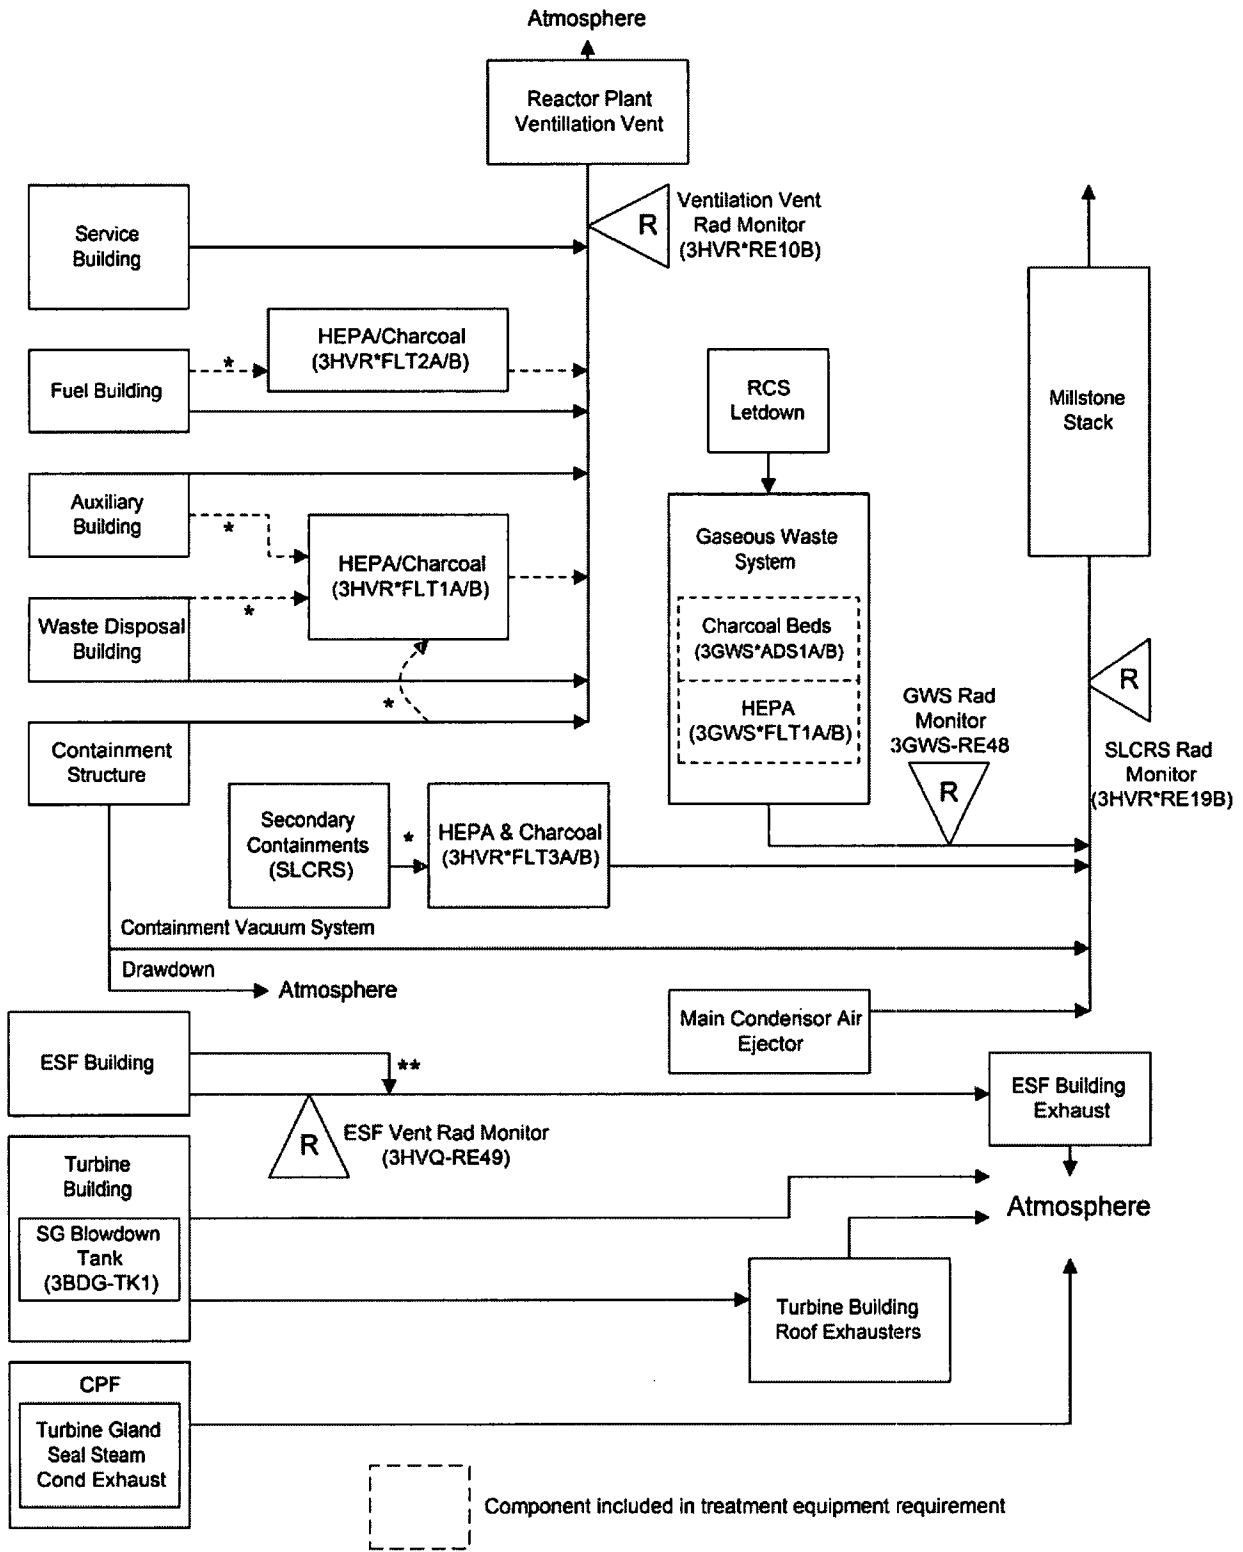 Atmosphere
Reactor Plant
Ventillation Vent
Service
Building
R
Ventilation Vent
Rad Monitor
(3HVR*RE10B)
HEPA/Charcoal
(3HVR*FLT2A/B)
*
Fuel Building
RCS
Letdown
Millstone
Stack
Auxiliary
Building
*
HEPA/Charcoal
(3HVR*FLT1A/B)
Gaseous Waste
System
Waste Disposal
Building
*
Charcoal Beds
(3GWS*ADS1A/B)
HEPA
(3GWS*FLT1A/B)
R
*
GWS Rad
Monitor
3GWS-RE48
R
SLCRS Rad
Monitor
(3HVR*RE19B)
Containment
Structure
Secondary
Containments
(SLCRS)
*
HEPA & Charcoal
(3HVR*FLT3A/B)
Containment Vacuum System
Drawdown
Atmosphere
Main Condensor Air
Ejector
ESF Building
**
ESF Building
Exhaust
R
ESF Vent Rad Monitor
(3HVQ-RE49)
Turbine
Building
SG Blowdown
Tank
(3BDG-TK1)
Atmosphere
Turbine Building
Roof Exhausters
CPF
Turbine Gland
Seal Steam
Cond Exhaust
Component included in treatment equipment requirement